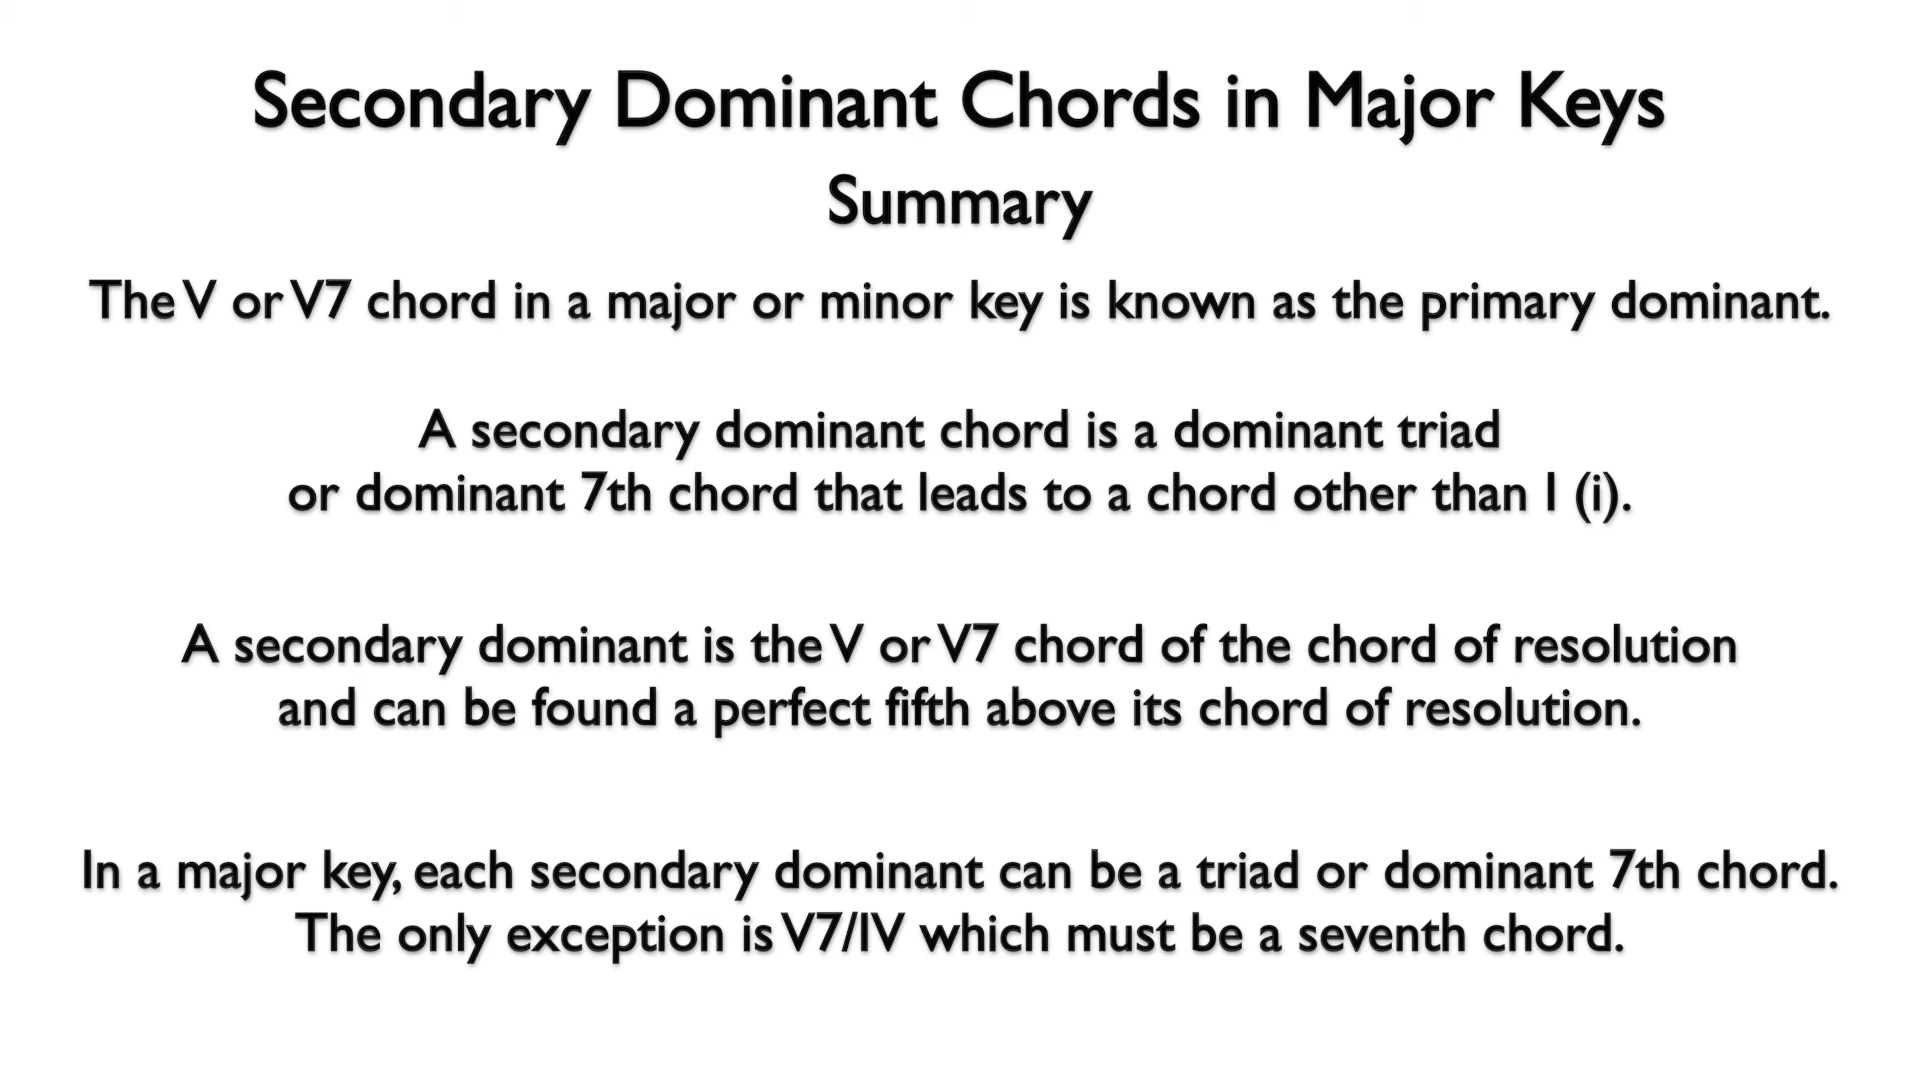 Secondary Dominant Chords in Major Keys
Summary
The V or V7 chord in a major or minor key is known as the primary dominant.
A secondary dominant chord is a dominant triad
or dominant 7th chord that leads to a chord other than I (i).
A secondary dominant is the V or V7 chord of the chord of resolution
and can be found a perfect fifth above its chord of resolution.
In a major key, each secondary dominant can be a triad or dominant 7th chord.
The only exception is V7/IV which must be a seventh chord.